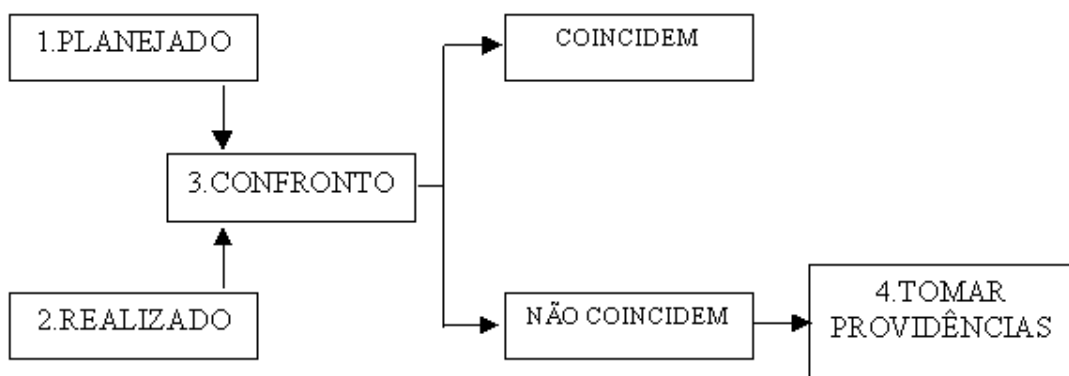 1.PLANEJADO
COINCIDEM
3.CONFRONTO
2.REALIZADO
NÃO COINCIDEM
4.TOMAR
PROVIDÊNCIAS